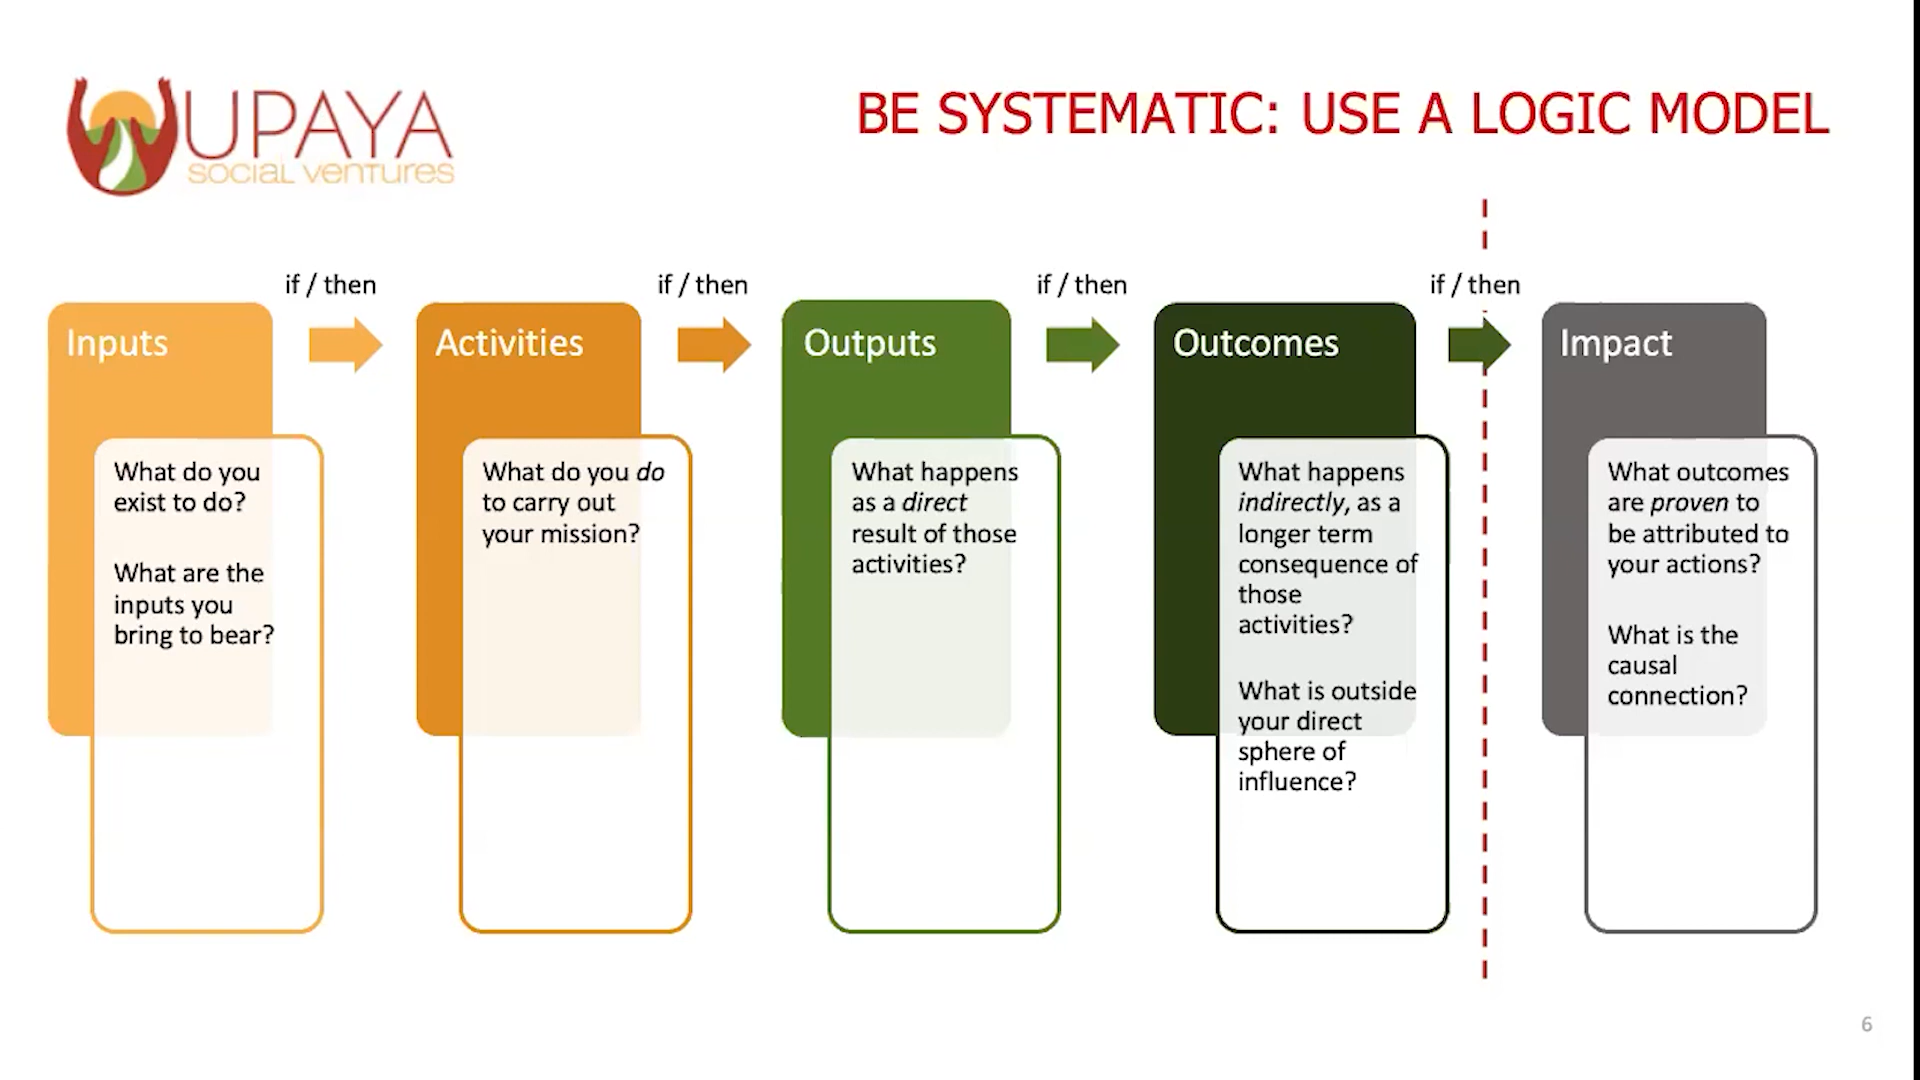 UPAYA
social ventures
BE SYSTEMATIC: USE A LOGIC MODEL
if / then
if / then
if / then
if / then
Inputs
What do you
exist to do?
What are the
inputs you
bring to bear?
Activities
What do you do
to carry out
your mission?
Outputs
What happens
as a direct
result of those
activities?
Outcomes
What happens
indirectly, as a
longer term
consequence of
those
activities?
What is outside
your direct
sphere of
influence?
Impact
What outcomes
are proven to
be attributed to
your actions?
What is the
causal
connection?
6